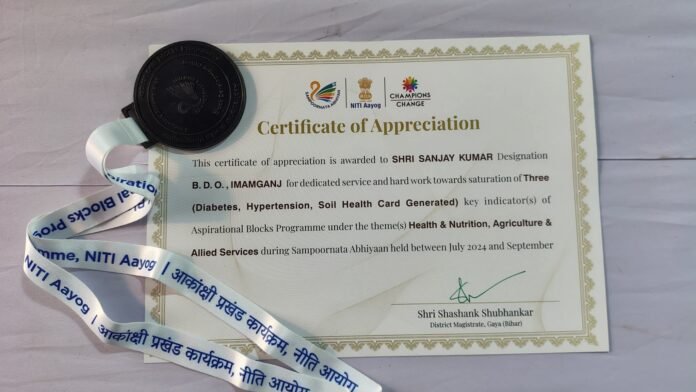 SAMPOORNATA ABHIYAAN
NITI Aayog
CHAMPIONS
OF
CHANGE
Certificate of Appreciation
This certificate of appreciation is awarded to SHRI SANJAY KUMAR Designation
B. D. O. , IMAMGANJ for dedicated service and hard work towards saturation of Three
(Diabetes, Hypertension, Soil Health Card Generated) key indicator(s) of
Aspirational Blocks Programme under the theme(s) Health & Nutrition, Agriculture &
Allied Services during Sampoornata Abhiyaan held between July 2024 and September
Shri Shashank Shubhankar
District Magistrate, Gaya (Bihar)
al Blocks Pro
mme, NITI Aayog | आकांक्षी प्रखंड कार्यक्रम, नीति आयोग
NITI Aayog | आकांक्षी प्रखंड कार्यक्रम, नीति आयोग